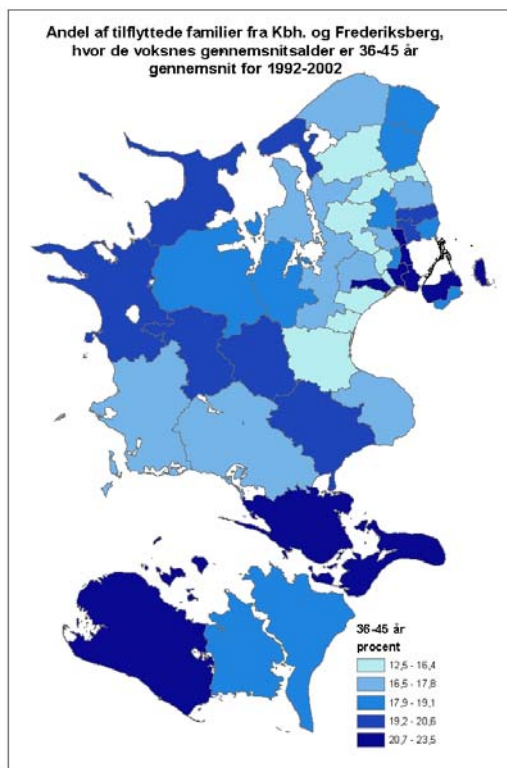 Andel af tilflyttede familier fra Kbh. og Frederiksberg,
hvor de voksnes gennemsnitsalder er 36-45 år
gennemsnit for 1992-2002
36-45 år
procent
12,5 - 16,4
16,5 - 17,8
17,9 - 19,1
19,2 - 20,6
20,7 - 23,5